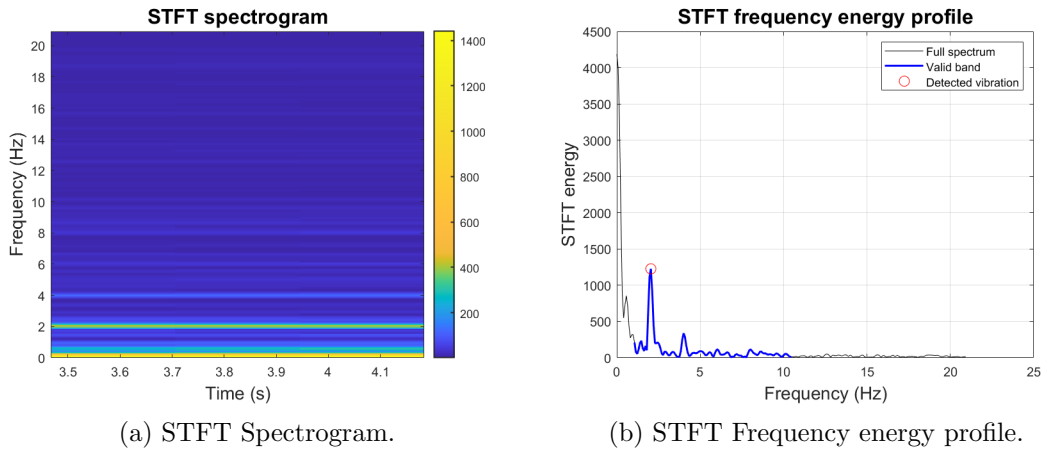 STFT spectrogram
20
18
16
14
12
10
8
6
4
2
0
Frequency (Hz)
3.5 3.6 3.7 3.8 3.9 4 4.1
Time (s)
1400
1200
1000
800
600
400
200
(a) STFT Spectrogram.
STFT frequency energy profile
4500
4000
3500
3000
2500
2000
1500
1000
500
0
STFT energy
Full spectrum
Valid band
Detected vibration
0 5 10 15 20 25
Frequency (Hz)
(b) STFT Frequency energy profile.